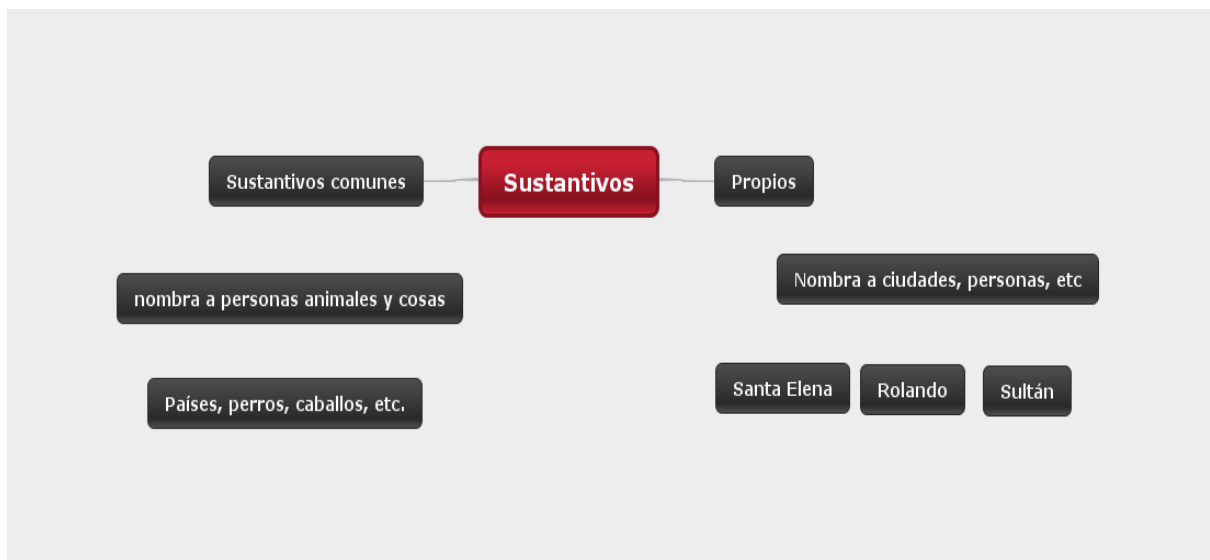 Sustantivos comunes
Sustantivos
Propios
nombra a personas animales y cosas
Nombra a ciudades, personas, etc
Países, perros, caballos, etc.
Santa Elena
Rolando
Sultán